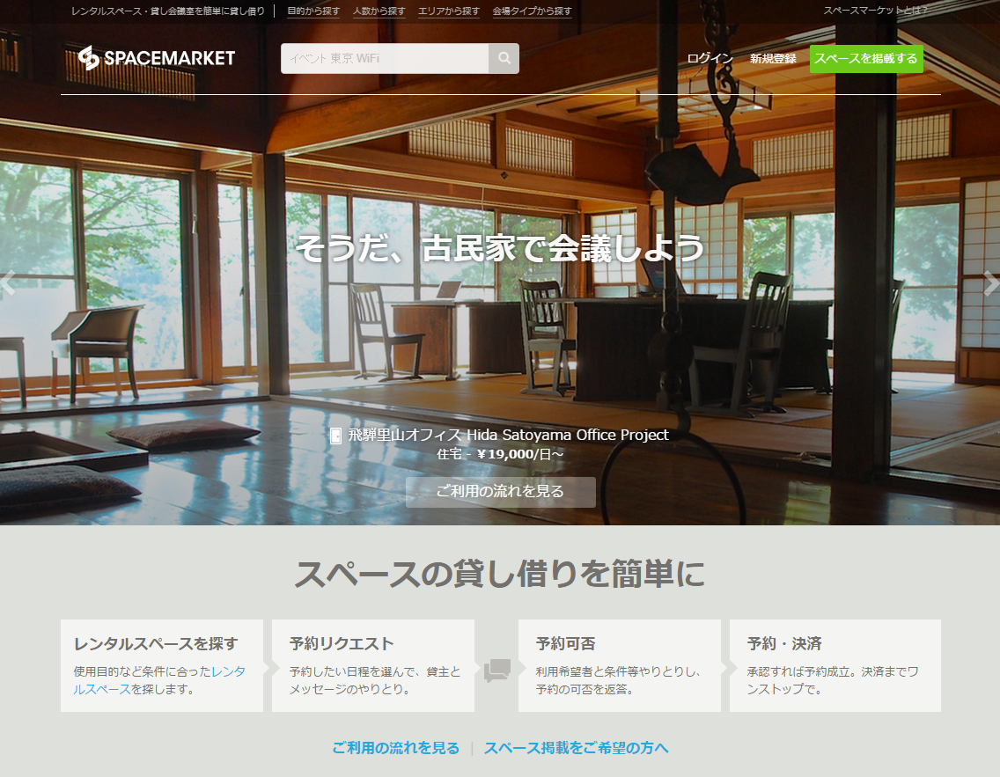 レンタルスペース・貸し会議室を簡単に貸し借り | 目的から探す 人数から探す エリアから探す 会場タイプから探す スペースマーケットとは？
SPACEMARKET イベント 東京 WiFi ログイン 新規登録 スペースを掲載する
そうだ、古民家で会議しよう
飛騨里山オフィス Hida Satoyama Office Project
住宅 - ￥19,000/日～
ご利用の流れを見る
スペースの貸し借りを簡単に
レンタルスペースを探す
使用目的など条件に合ったレンタ
ルスペースを探します。
予約リクエスト
予約したい日程を選んで、貸主と
メッセージのやりとり。
予約可否
利用希望者と条件等やりとりし、
予約の可否を返答。
予約・決済
承認すれば予約成立。決済までワ
ンストップで。
ご利用の流れを見る | スペース掲載をご希望の方へ